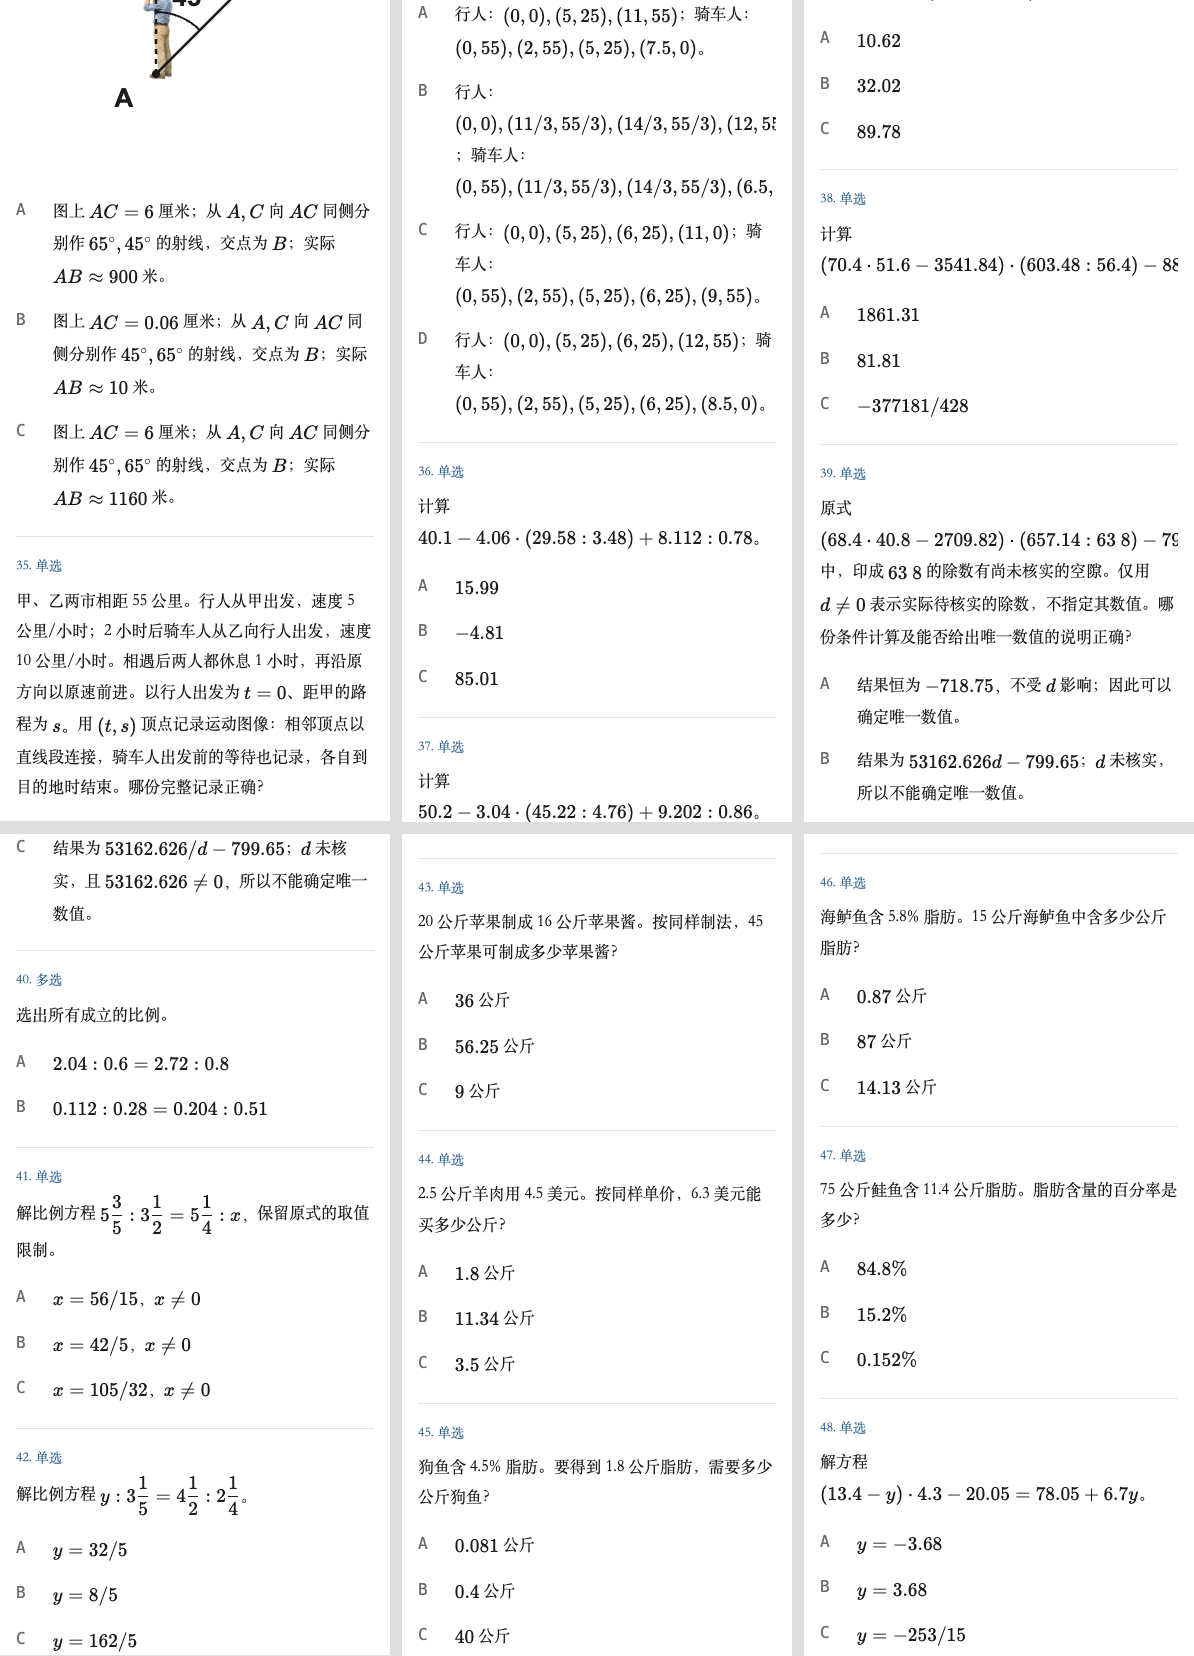 45
A
A 图上 AC = 6 厘米；从 A, C 向 AC 同侧分
别作 65°, 45° 的射线，交点为 B；实际
AB ≈ 900 米。
B 图上 AC = 0.06 厘米；从 A, C 向 AC 同
侧分别作 45°, 65° 的射线，交点为 B；实际
AB ≈ 10 米。
C 图上 AC = 6 厘米；从 A, C 向 AC 同侧分
别作 45°, 65° 的射线，交点为 B；实际
AB ≈ 1160 米。
35. 单选
甲、乙两市相距 55 公里。行人从甲出发，速度 5
公里/小时；2 小时后骑车人从乙向行人出发，速度
10 公里/小时。相遇后两人都休息 1 小时，再沿原
方向以原速前进。以行人出发为 t = 0、距甲的路
程为 s。用 (t, s) 顶点记录运动图像：相邻顶点以
直线段连接，骑车人出发前的等待也记录，各自到
目的地时结束。哪份完整记录正确？
A 行人：(0, 0), (5, 25), (11, 55)；骑车人：
(0, 55), (2, 55), (5, 25), (7.5, 0)。
B 行人：
(0, 0), (11/3, 55/3), (14/3, 55/3), (12, 55
；骑车人：
(0, 55), (11/3, 55/3), (14/3, 55/3), (6.5,
C 行人：(0, 0), (5, 25), (6, 25), (11, 0)；骑
车人：
(0, 55), (2, 55), (5, 25), (6, 25), (9, 55)。
D 行人：(0, 0), (5, 25), (6, 25), (12, 55)；骑
车人：
(0, 55), (2, 55), (5, 25), (6, 25), (8.5, 0)。
36. 单选
计算
40.1 − 4.06 · (29.58 : 3.48) + 8.112 : 0.78。
A 15.99
B −4.81
C 85.01
37. 单选
计算
50.2 − 3.04 · (45.22 : 4.76) + 9.202 : 0.86。
A 10.62
B 32.02
C 89.78
38. 单选
计算
(70.4 · 51.6 − 3541.84) · (603.48 : 56.4) − 88
A 1861.31
B 81.81
C −377181/428
39. 单选
原式
(68.4 · 40.8 − 2709.82) · (657.14 : 63 8) − 79
中，印成 63 8 的除数有尚未核实的空隙。仅用
d ≠ 0 表示实际待核实的除数，不指定其数值。哪
份条件计算及能否给出唯一数值的说明正确？
A 结果恒为 −718.75，不受 d 影响；因此可以
确定唯一数值。
B 结果为 53162.626d − 799.65；d 未核实，
所以不能确定唯一数值。
C 结果为 53162.626/d − 799.65；d 未核
实，且 53162.626 ≠ 0，所以不能确定唯一
数值。
40. 多选
选出所有成立的比例。
A 2.04 : 0.6 = 2.72 : 0.8
B 0.112 : 0.28 = 0.204 : 0.51
41. 单选
解比例方程 5 3/5 : 3 1/2 = 5 1/4 : x，保留原式的取值
限制。
A x = 56/15，x ≠ 0
B x = 42/5，x ≠ 0
C x = 105/32，x ≠ 0
42. 单选
解比例方程 y : 3 1/5 = 4 1/2 : 2 1/4。
A y = 32/5
B y = 8/5
C y = 162/5
43. 单选
20 公斤苹果制成 16 公斤苹果酱。按同样制法，45
公斤苹果可制成多少苹果酱？
A 36 公斤
B 56.25 公斤
C 9 公斤
44. 单选
2.5 公斤羊肉用 4.5 美元。按同样单价，6.3 美元能
买多少公斤？
A 1.8 公斤
B 11.34 公斤
C 3.5 公斤
45. 单选
狗鱼含 4.5% 脂肪。要得到 1.8 公斤脂肪，需要多少
公斤狗鱼？
A 0.081 公斤
B 0.4 公斤
C 40 公斤
46. 单选
海鲈鱼含 5.8% 脂肪。15 公斤海鲈鱼中含多少公斤
脂肪？
A 0.87 公斤
B 87 公斤
C 14.13 公斤
47. 单选
75 公斤鲑鱼含 11.4 公斤脂肪。脂肪含量的百分率是
多少？
A 84.8%
B 15.2%
C 0.152%
48. 单选
解方程
(13.4 − y) · 4.3 − 20.05 = 78.05 + 6.7y。
A y = −3.68
B y = 3.68
C y = −253/15